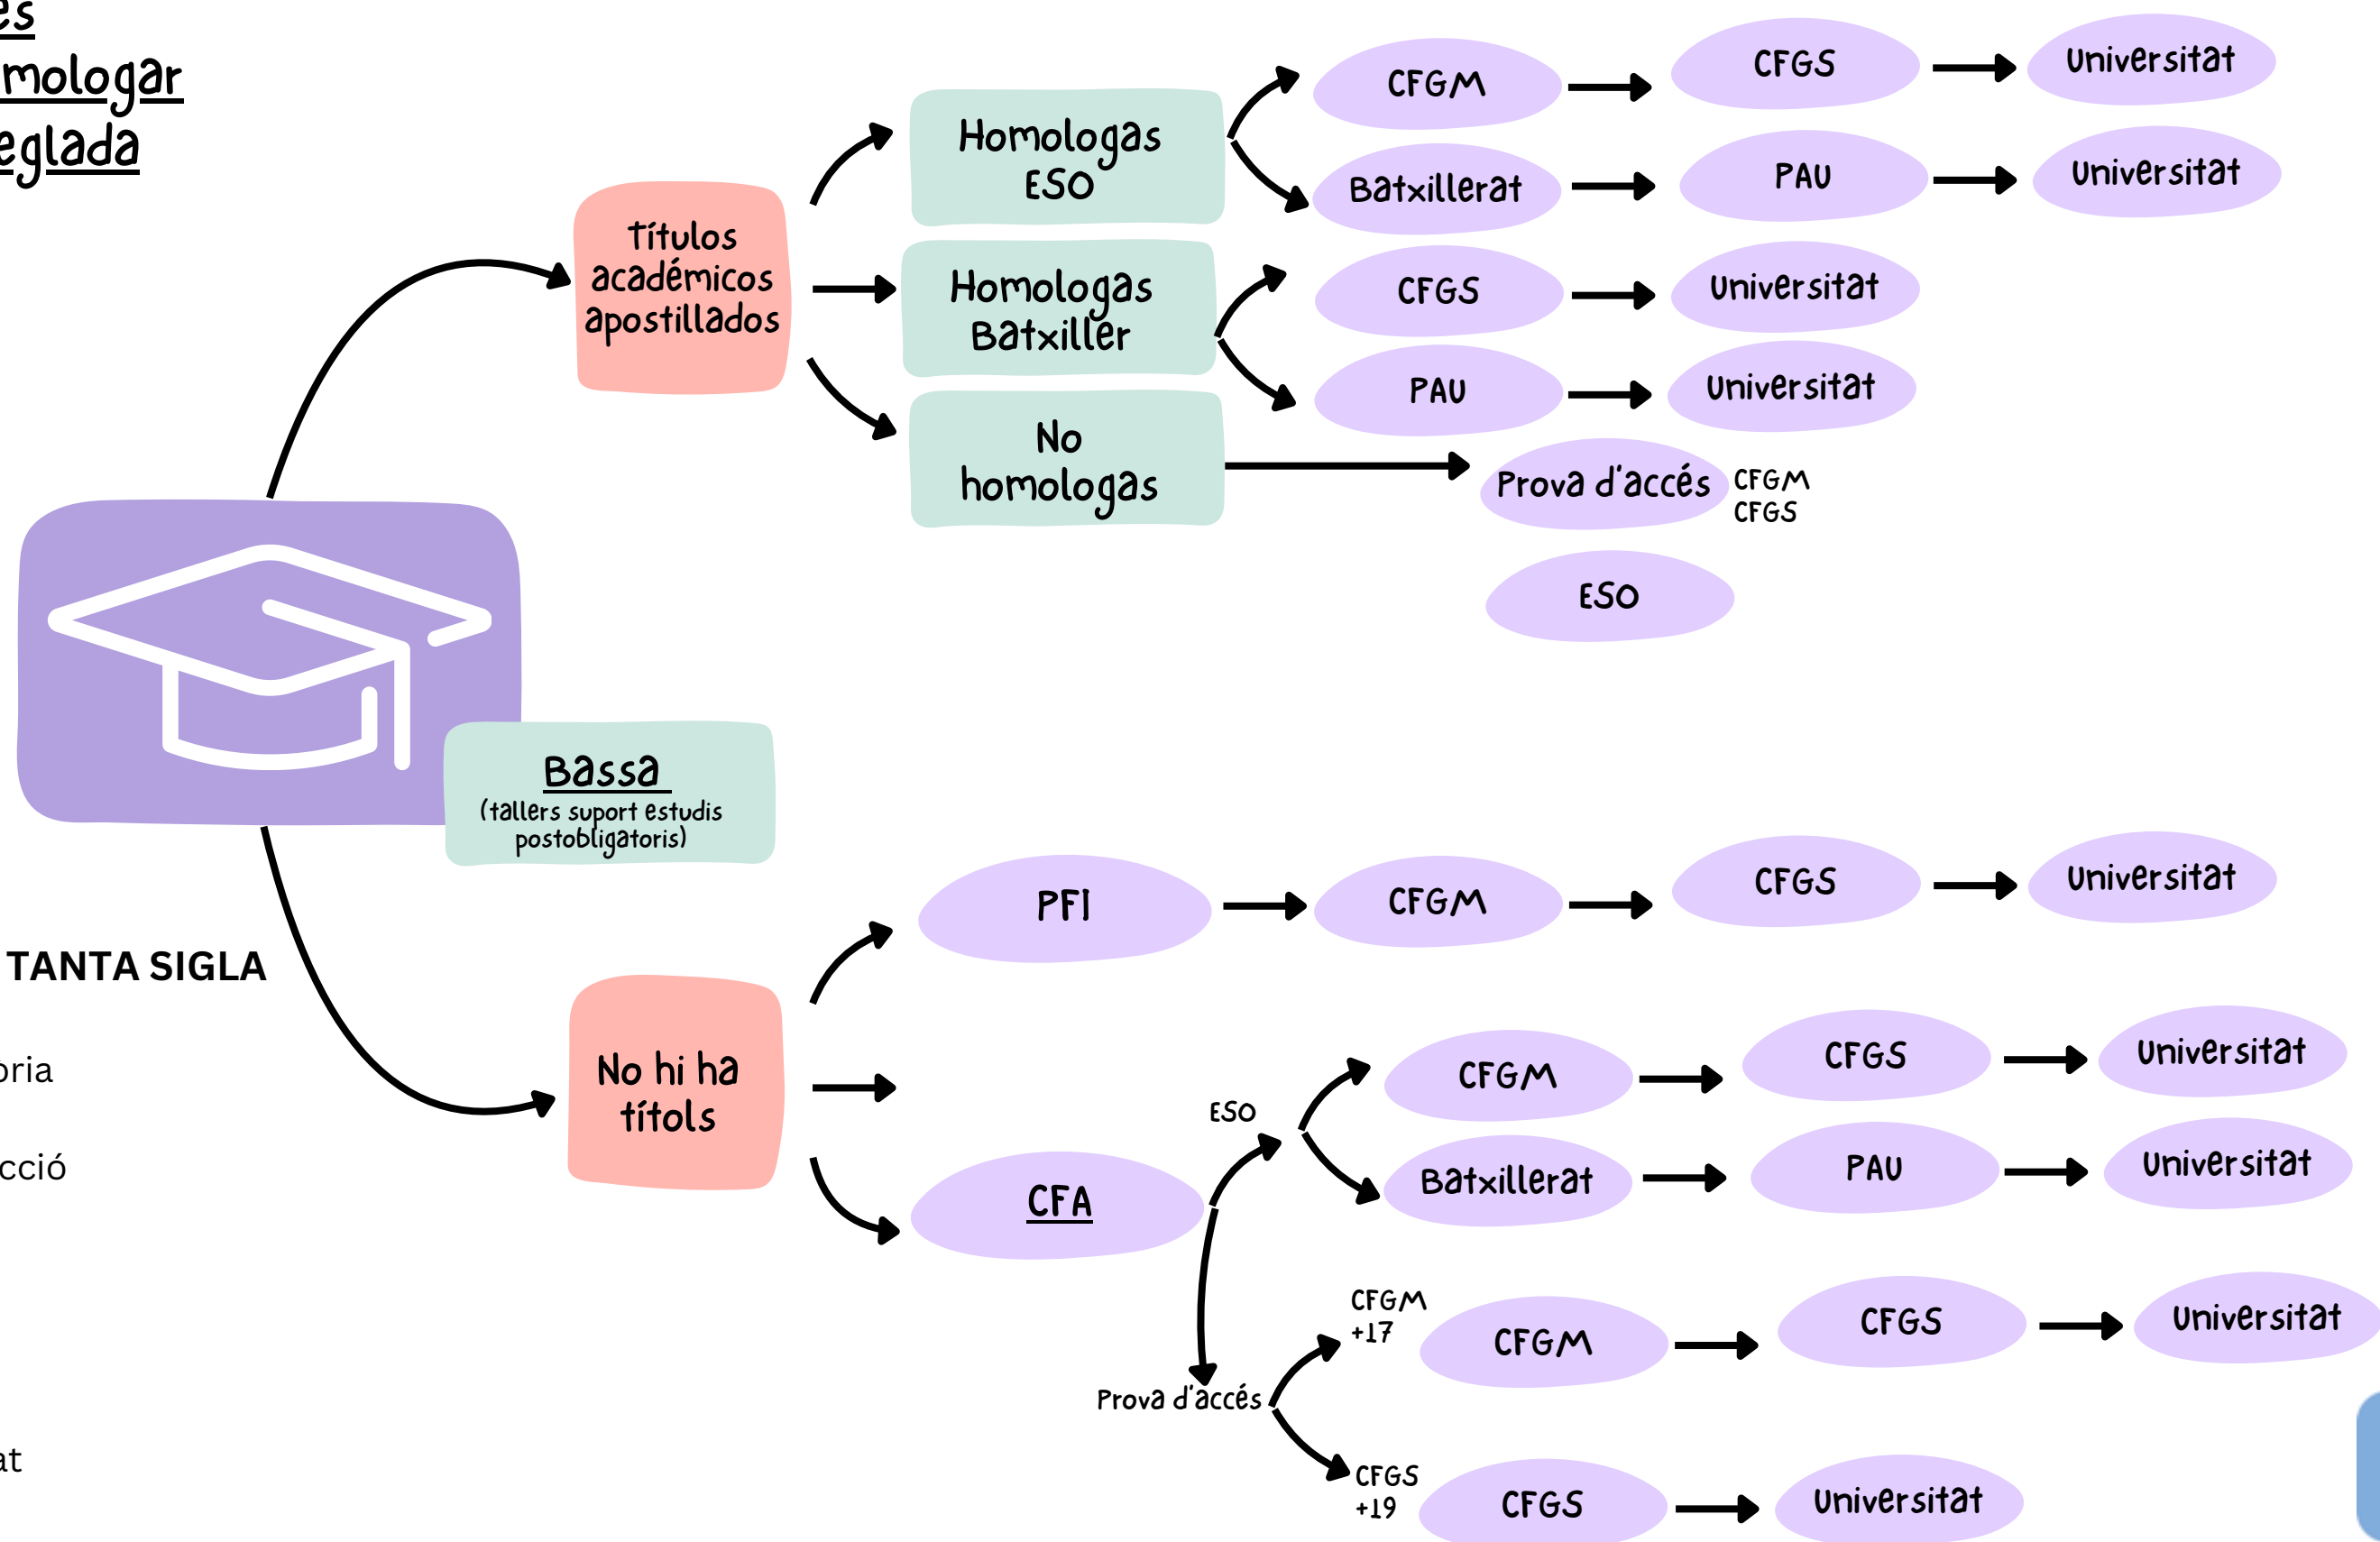 mologar
eglada
Títulos
académicos
apostillados
Homologas
ESO
CFGM
CFGS
Universitat
Batxillerat
PAU
Universitat
Homologas
Batxiller
CFGS
Universitat
PAU
Universitat
No
homologas
Prova d'accés
CFGM
CFGS
ESO
Bassa
(tallers suport estudis
postobligatoris)
TANTA SIGLA
oria
cció
at
No hi ha
títols
PFI
CFGM
CFGS
Universitat
CFA
ESO
CFGM
CFGS
Universitat
Batxillerat
PAU
Universitat
Prova d'accés
CFGM
+17
CFGM
CFGS
Universitat
CFGS
+19
CFGS
Universitat